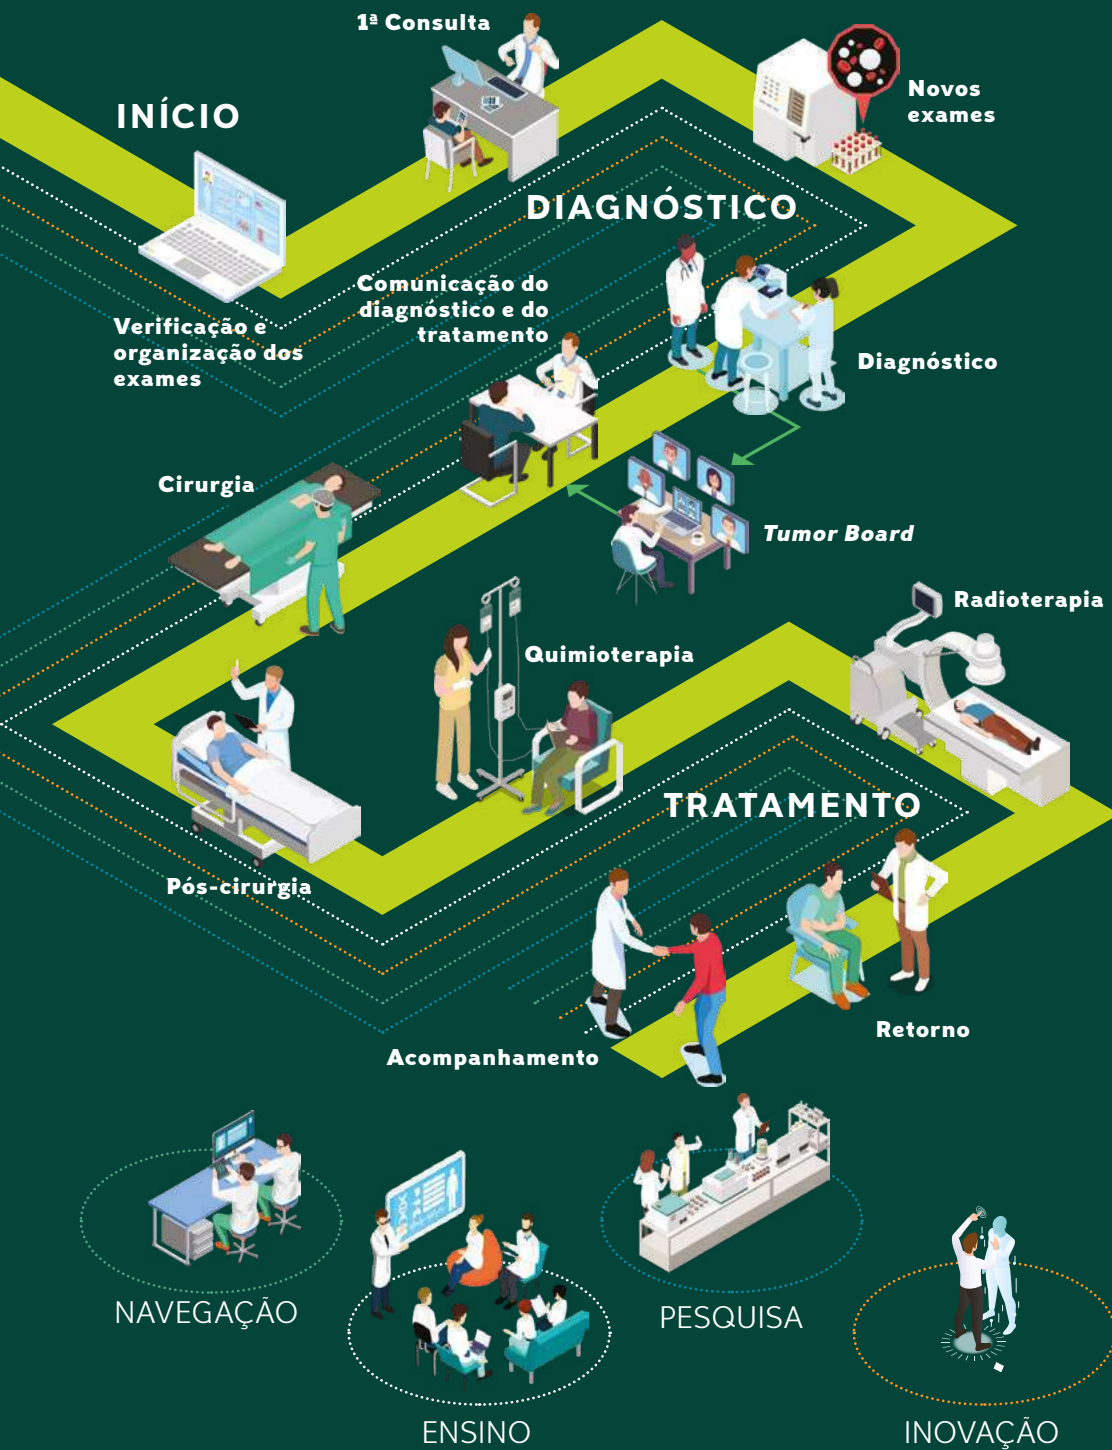 1ª Consulta
INÍCIO
Novos
exames
DIAGNÓSTICO
Verificação e
organização dos
exames
Comunicação do
diagnóstico e do
tratamento
Diagnóstico
Cirurgia
Tumor Board
Radioterapia
Quimioterapia
TRATAMENTO
Pós-cirurgia
Retorno
Acompanhamento
NAVEGAÇÃO
PESQUISA
ENSINO
INOVAÇÃO